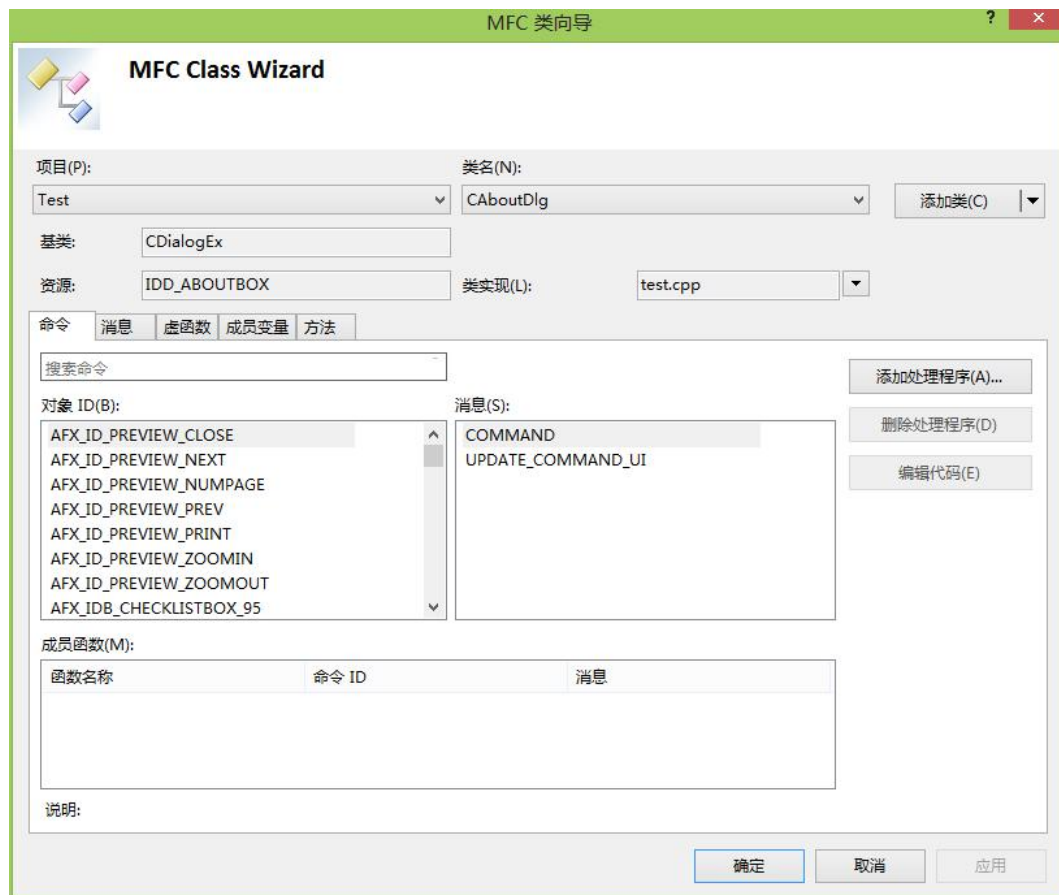 MFC 类向导
?
×
MFC Class Wizard
项目(P):
类名(N):
Test
CAboutDlg
添加类(C)
基类:
CDialogEx
资源:
IDD_ABOUTBOX
类实现(L):
test.cpp
命令
消息
虚函数
成员变量
方法
搜索命令
添加处理程序(A)...
对象 ID(B):
消息(S):
删除处理程序(D)
AFX_ID_PREVIEW_CLOSE
COMMAND
AFX_ID_PREVIEW_NEXT
UPDATE_COMMAND_UI
编辑代码(E)
AFX_ID_PREVIEW_NUMPAGE
AFX_ID_PREVIEW_PREV
AFX_ID_PREVIEW_PRINT
AFX_ID_PREVIEW_ZOOMIN
AFX_ID_PREVIEW_ZOOMOUT
AFX_IDB_CHECKLISTBOX_95
成员函数(M):
函数名称
命令 ID
消息
说明:
确定
取消
应用